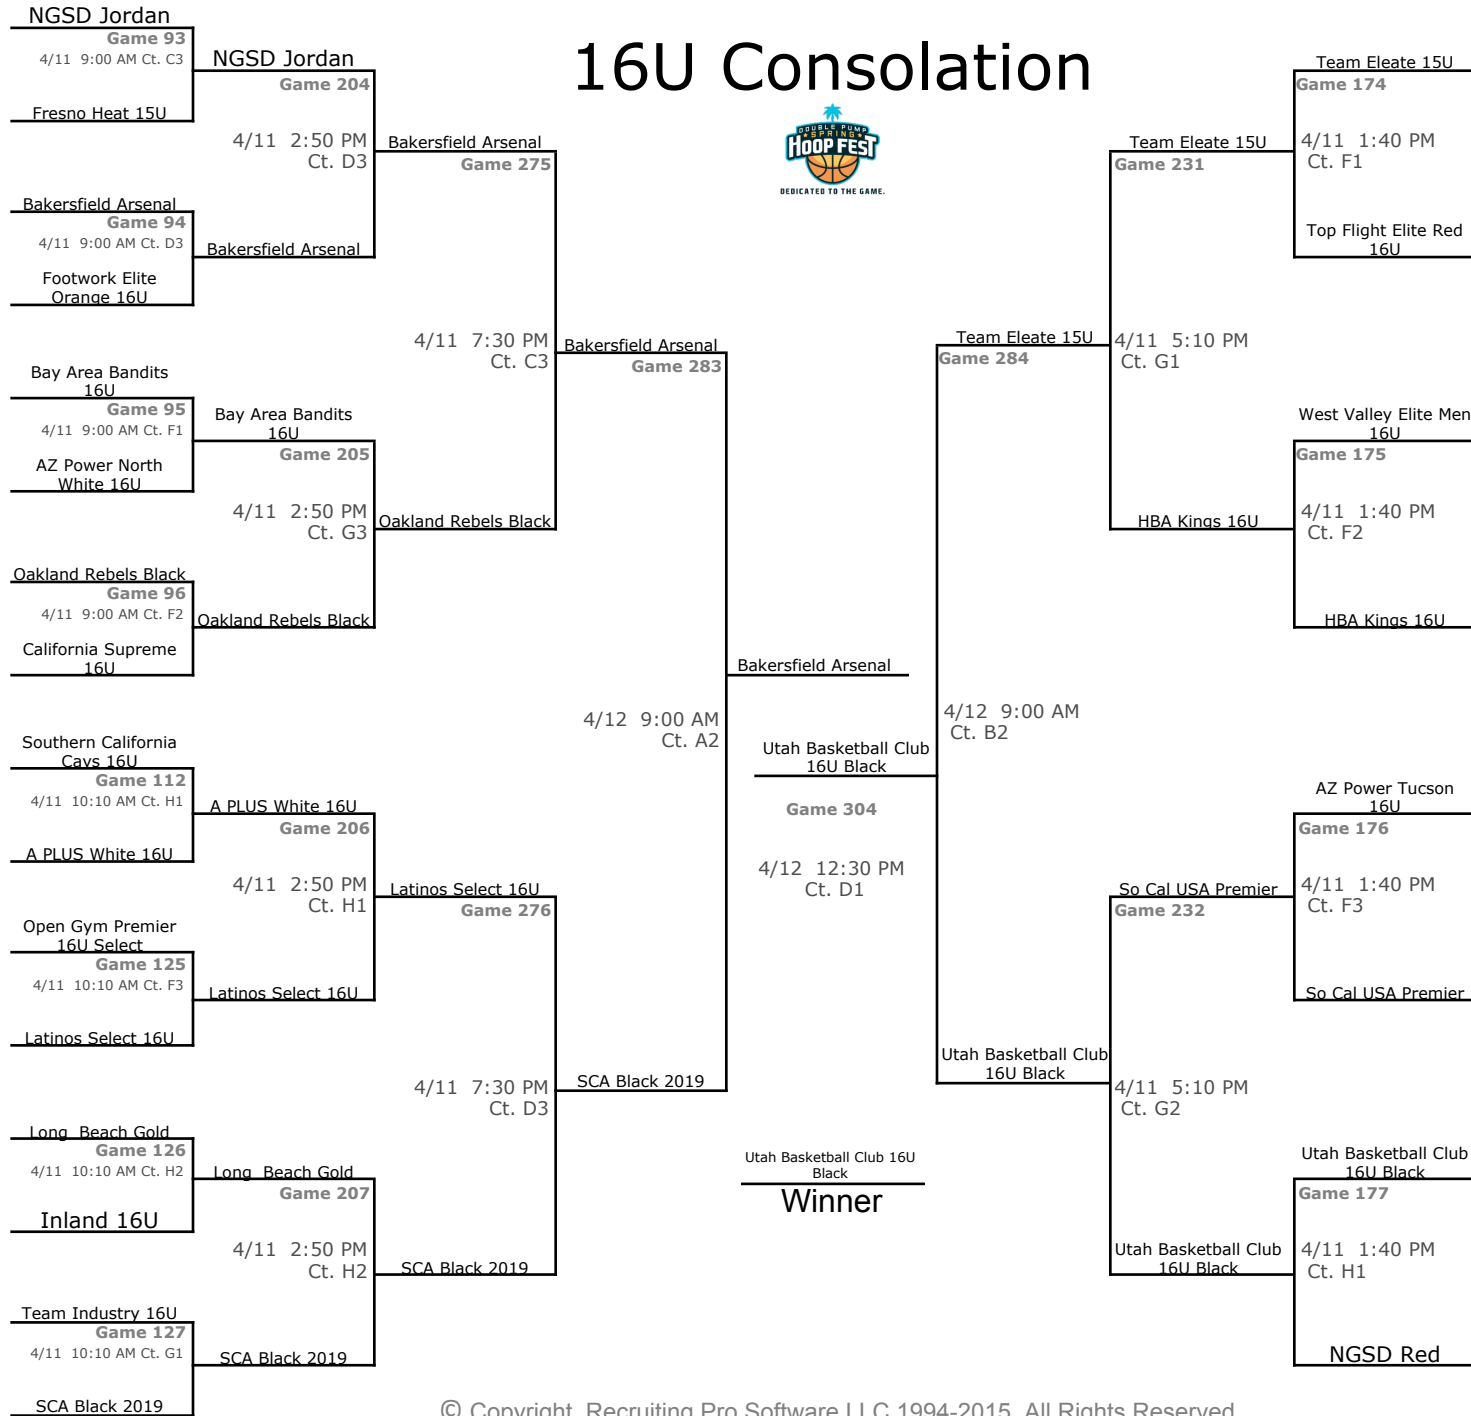 16U Consolation
DOUBLE PUMP
SPRING
HOOP FEST
DEDICATED TO THE GAME.
NGSD Jordan
Game 93
4/11 9:00 AM Ct. C3
Fresno Heat 15U
Bakersfield Arsenal
Game 94
4/11 9:00 AM Ct. D3
Footwork Elite
Orange 16U
Bay Area Bandits
16U
Game 95
4/11 9:00 AM Ct. F1
AZ Power North
White 16U
Oakland Rebels Black
Game 96
4/11 9:00 AM Ct. F2
California Supreme
16U
Southern California
Cavs 16U
Game 112
4/11 10:10 AM Ct. H1
A PLUS White 16U
Open Gym Premier
16U Select
Game 125
4/11 10:10 AM Ct. F3
Latinos Select 16U
Long Beach Gold
Game 126
4/11 10:10 AM Ct. H2
Inland 16U
Team Industry 16U
Game 127
4/11 10:10 AM Ct. G1
SCA Black 2019
NGSD Jordan
Game 204
4/11 2:50 PM
Ct. D3
Bakersfield Arsenal
Bay Area Bandits
16U
Game 205
4/11 2:50 PM
Ct. G3
Oakland Rebels Black
A PLUS White 16U
Game 206
4/11 2:50 PM
Ct. H1
Latinos Select 16U
Long Beach Gold
Game 207
4/11 2:50 PM
Ct. H2
SCA Black 2019
Bakersfield Arsenal
Game 275
4/11 7:30 PM
Ct. C3
Oakland Rebels Black
Latinos Select 16U
Game 276
4/11 7:30 PM
Ct. D3
SCA Black 2019
Bakersfield Arsenal
Game 283
4/12 9:00 AM
Ct. A2
SCA Black 2019
Bakersfield Arsenal
Utah Basketball Club
16U Black
Game 304
4/12 12:30 PM
Ct. D1
Utah Basketball Club 16U
Black
Winner
Team Eleate 15U
Game 284
4/12 9:00 AM
Ct. B2
Utah Basketball Club
16U Black
Team Eleate 15U
Game 231
4/11 5:10 PM
Ct. G1
HBA Kings 16U
So Cal USA Premier
Game 232
4/11 5:10 PM
Ct. G2
Utah Basketball Club
16U Black
Team Eleate 15U
Game 174
4/11 1:40 PM
Ct. F1
Top Flight Elite Red
16U
West Valley Elite Men
16U
Game 175
4/11 1:40 PM
Ct. F2
HBA Kings 16U
AZ Power Tucson
16U
Game 176
4/11 1:40 PM
Ct. F3
So Cal USA Premier
Utah Basketball Club
16U Black
Game 177
4/11 1:40 PM
Ct. H1
NGSD Red
© Copyright, Recruiting Pro Software LLC 1994-2015, All Rights Reserved